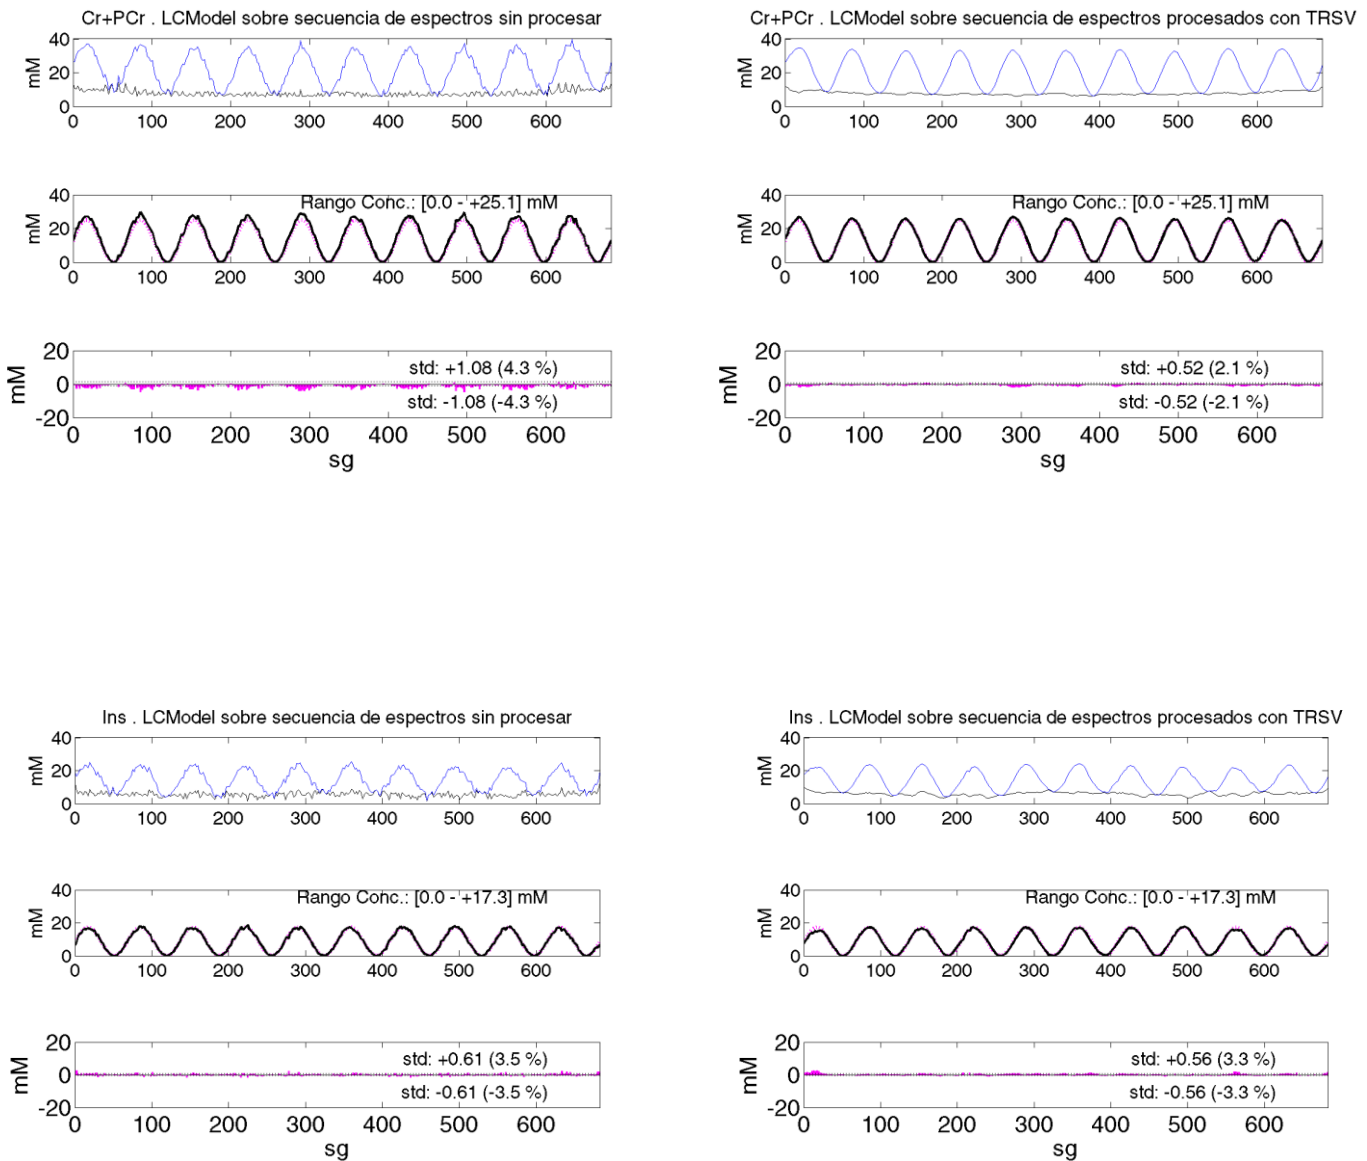 Cr+PCr . LCModel sobre secuencia de espectros sin procesar
40
20
0
mM
0 100 200 300 400 500 600
40
20
0
mM
Rango Conc.: [0.0 - +25.1] mM
0 100 200 300 400 500 600
20
0
-20
mM
std: +1.08 (4.3 %)
std: -1.08 (-4.3 %)
0 100 200 300 400 500 600
sg
Cr+PCr . LCModel sobre secuencia de espectros procesados con TRSV
40
20
0
mM
0 100 200 300 400 500 600
40
20
0
mM
Rango Conc.: [0.0 - +25.1] mM
0 100 200 300 400 500 600
20
0
-20
mM
std: +0.52 (2.1 %)
std: -0.52 (-2.1 %)
0 100 200 300 400 500 600
sg
Ins . LCModel sobre secuencia de espectros sin procesar
40
20
0
mM
0 100 200 300 400 500 600
40
20
0
mM
Rango Conc.: [0.0 - +17.3] mM
0 100 200 300 400 500 600
20
0
-20
mM
std: +0.61 (3.5 %)
std: -0.61 (-3.5 %)
0 100 200 300 400 500 600
sg
Ins . LCModel sobre secuencia de espectros procesados con TRSV
40
20
0
mM
0 100 200 300 400 500 600
40
20
0
mM
Rango Conc.: [0.0 - +17.3] mM
0 100 200 300 400 500 600
20
0
-20
mM
std: +0.56 (3.3 %)
std: -0.56 (-3.3 %)
0 100 200 300 400 500 600
sg